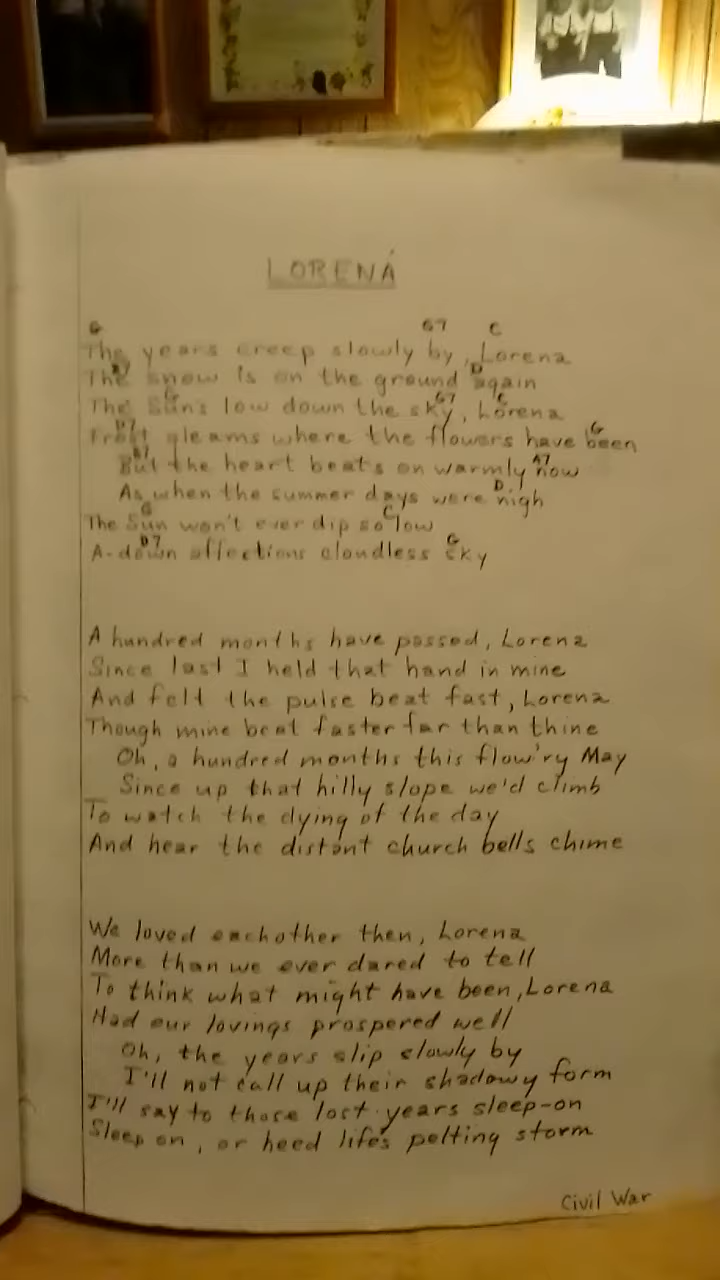 LORENÁ
G G7 C
The years creep slowly by, Lorena
D7 D
The snow is on the ground again
G G7 C
The Sun's low down the sky, Lorena
D7 G
Frost gleams where the flowers have been
B7 A7
But the heart beats on warmly now
D
As when the summer days were nigh
G C
The Sun won't ever dip so low
D7 G
A-down affections cloudless sky
A hundred months have passed, Lorena
Since last I held that hand in mine
And felt the pulse beat fast, Lorena
Though mine beat faster far than thine
Oh, a hundred months this flow'ry May
Since up that hilly slope we'd climb
To watch the dying of the day
And hear the distant church bells chime
We loved eachother then, Lorena
More than we ever dared to tell
To think what might have been, Lorena
Had our lovings prospered well
Oh, the years slip slowly by
I'll not call up their shadowy form
I'll say to those lost years sleep-on
Sleep on, or heed life's pelting storm
Civil War